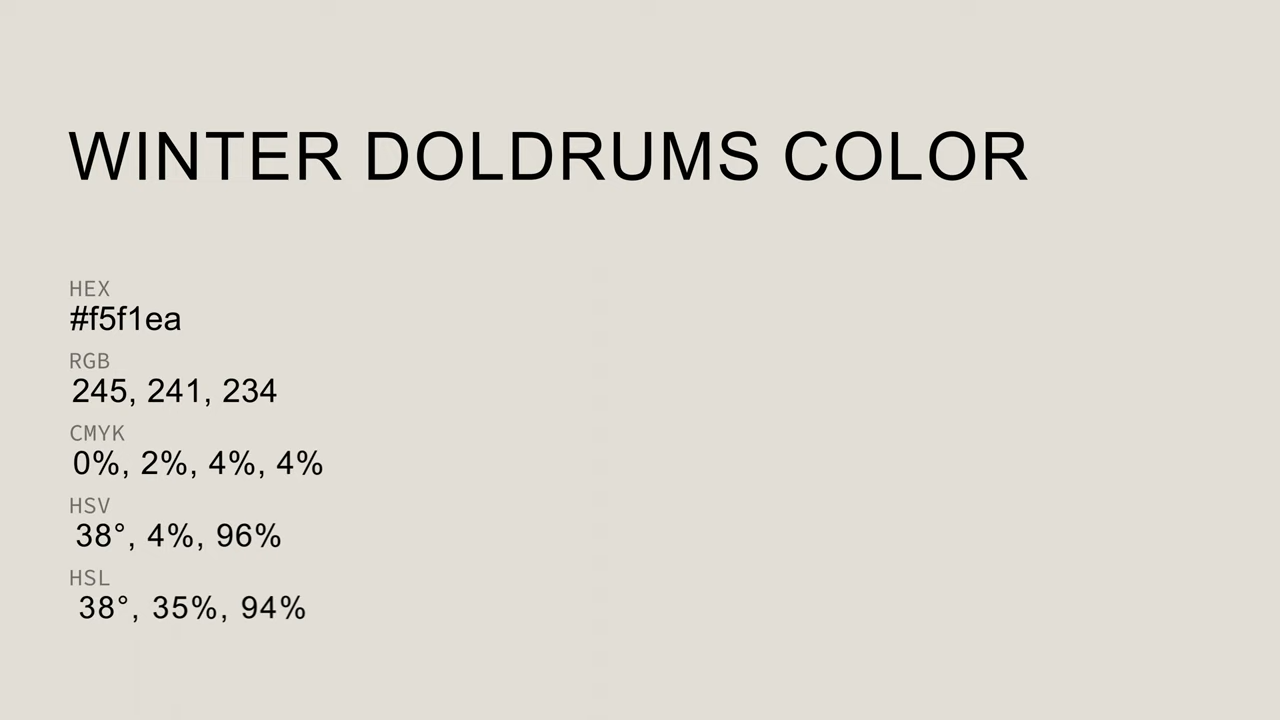 WINTER DOLDRUMS COLOR
HEX
#f5f1ea
RGB
245, 241, 234
CMYK
0%, 2%, 4%, 4%
HSV
38°, 4%, 96%
HSL
38°, 35%, 94%